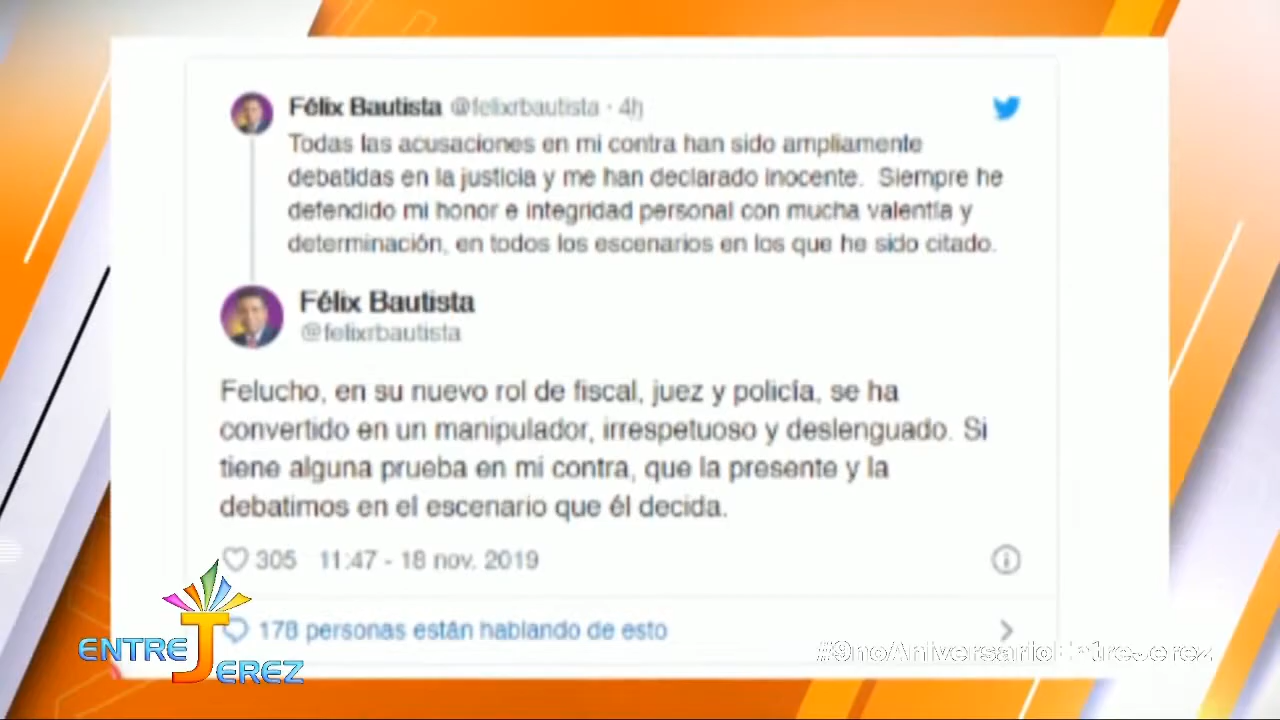 Félix Bautista @felixrbautista · 4h
Todas las acusaciones en mi contra han sido ampliamente
debatidas en la justicia y me han declarado inocente. Siempre he
defendido mi honor e integridad personal con mucha valentía y
determinación, en todos los escenarios en los que he sido citado.
Félix Bautista
@felixrbautista
Felucho, en su nuevo rol de fiscal, juez y policía, se ha
convertido en un manipulador, irrespetuoso y deslenguado. Si
tiene alguna prueba en mi contra, que la presente y la
debatimos en el escenario que él decida.
305 11:47 - 18 nov. 2019
178 personas están hablando de esto
ENTRE
JEREZ
#9noAniversarioEntreJerez